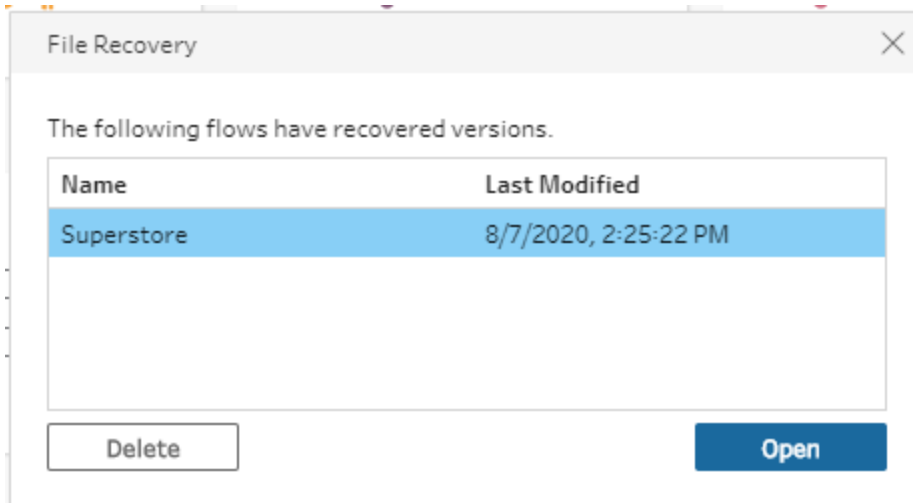 File Recovery
The following flows have recovered versions.
Name Last Modified
Superstore 8/7/2020, 2:25:22 PM
Delete Open